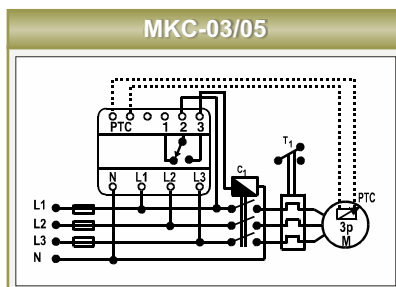 MKC-03/05
PTC 1 2 3
N L1 L2 L3
C1
T1
PTC
L1
L2
L3
N
3p
M